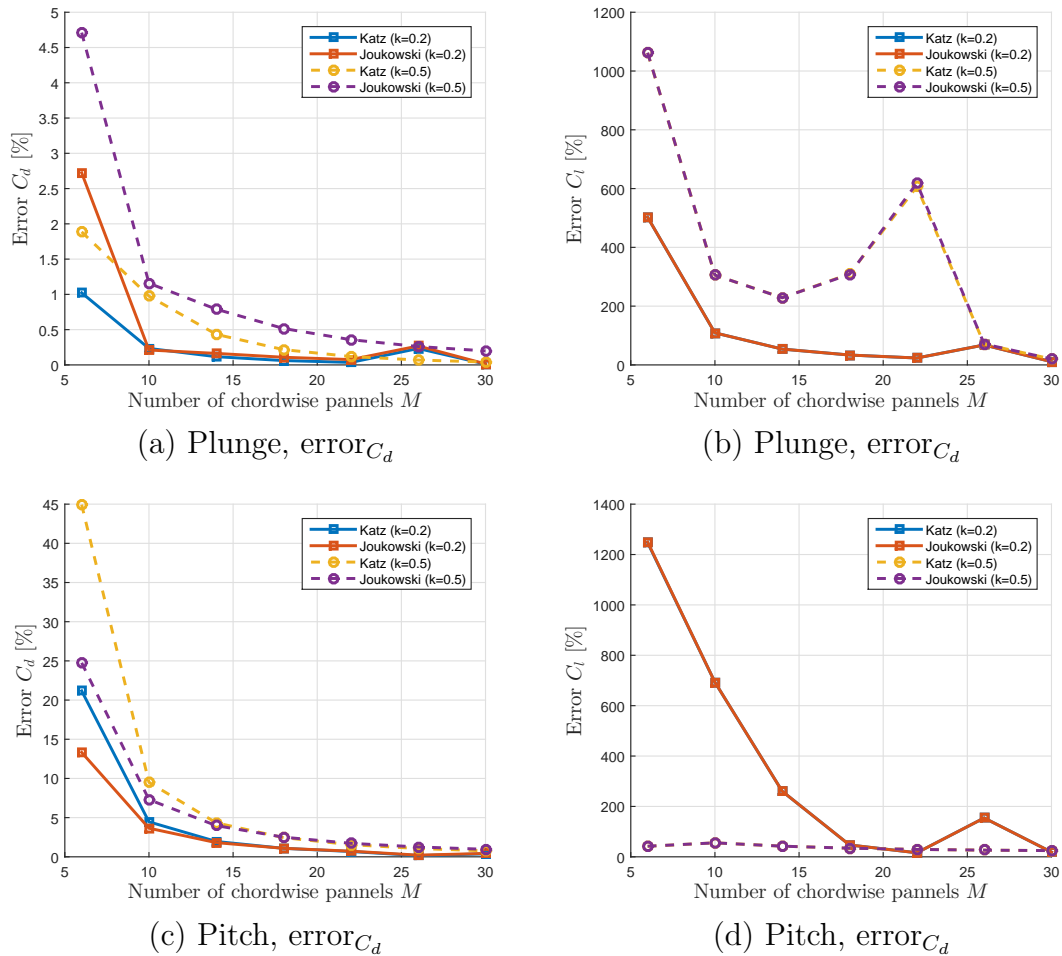 5
4.5
4
3.5
3
2.5
2
1.5
1
0.5
0
Error $C_d$ [%]
Katz (k=0.2)
Joukowski (k=0.2)
Katz (k=0.5)
Joukowski (k=0.5)
5 10 15 20 25 30
Number of chordwise pannels $M$
(a) Plunge, error$_{C_d}$
1200
1000
800
600
400
200
0
Error $C_l$ [%]
Katz (k=0.2)
Joukowski (k=0.2)
Katz (k=0.5)
Joukowski (k=0.5)
5 10 15 20 25 30
Number of chordwise pannels $M$
(b) Plunge, error$_{C_d}$
45
40
35
30
25
20
15
10
5
0
Error $C_d$ [%]
Katz (k=0.2)
Joukowski (k=0.2)
Katz (k=0.5)
Joukowski (k=0.5)
5 10 15 20 25 30
Number of chordwise pannels $M$
(c) Pitch, error$_{C_d}$
1400
1200
1000
800
600
400
200
0
Error $C_l$ [%]
Katz (k=0.2)
Joukowski (k=0.2)
Katz (k=0.5)
Joukowski (k=0.5)
5 10 15 20 25 30
Number of chordwise pannels $M$
(d) Pitch, error$_{C_d}$